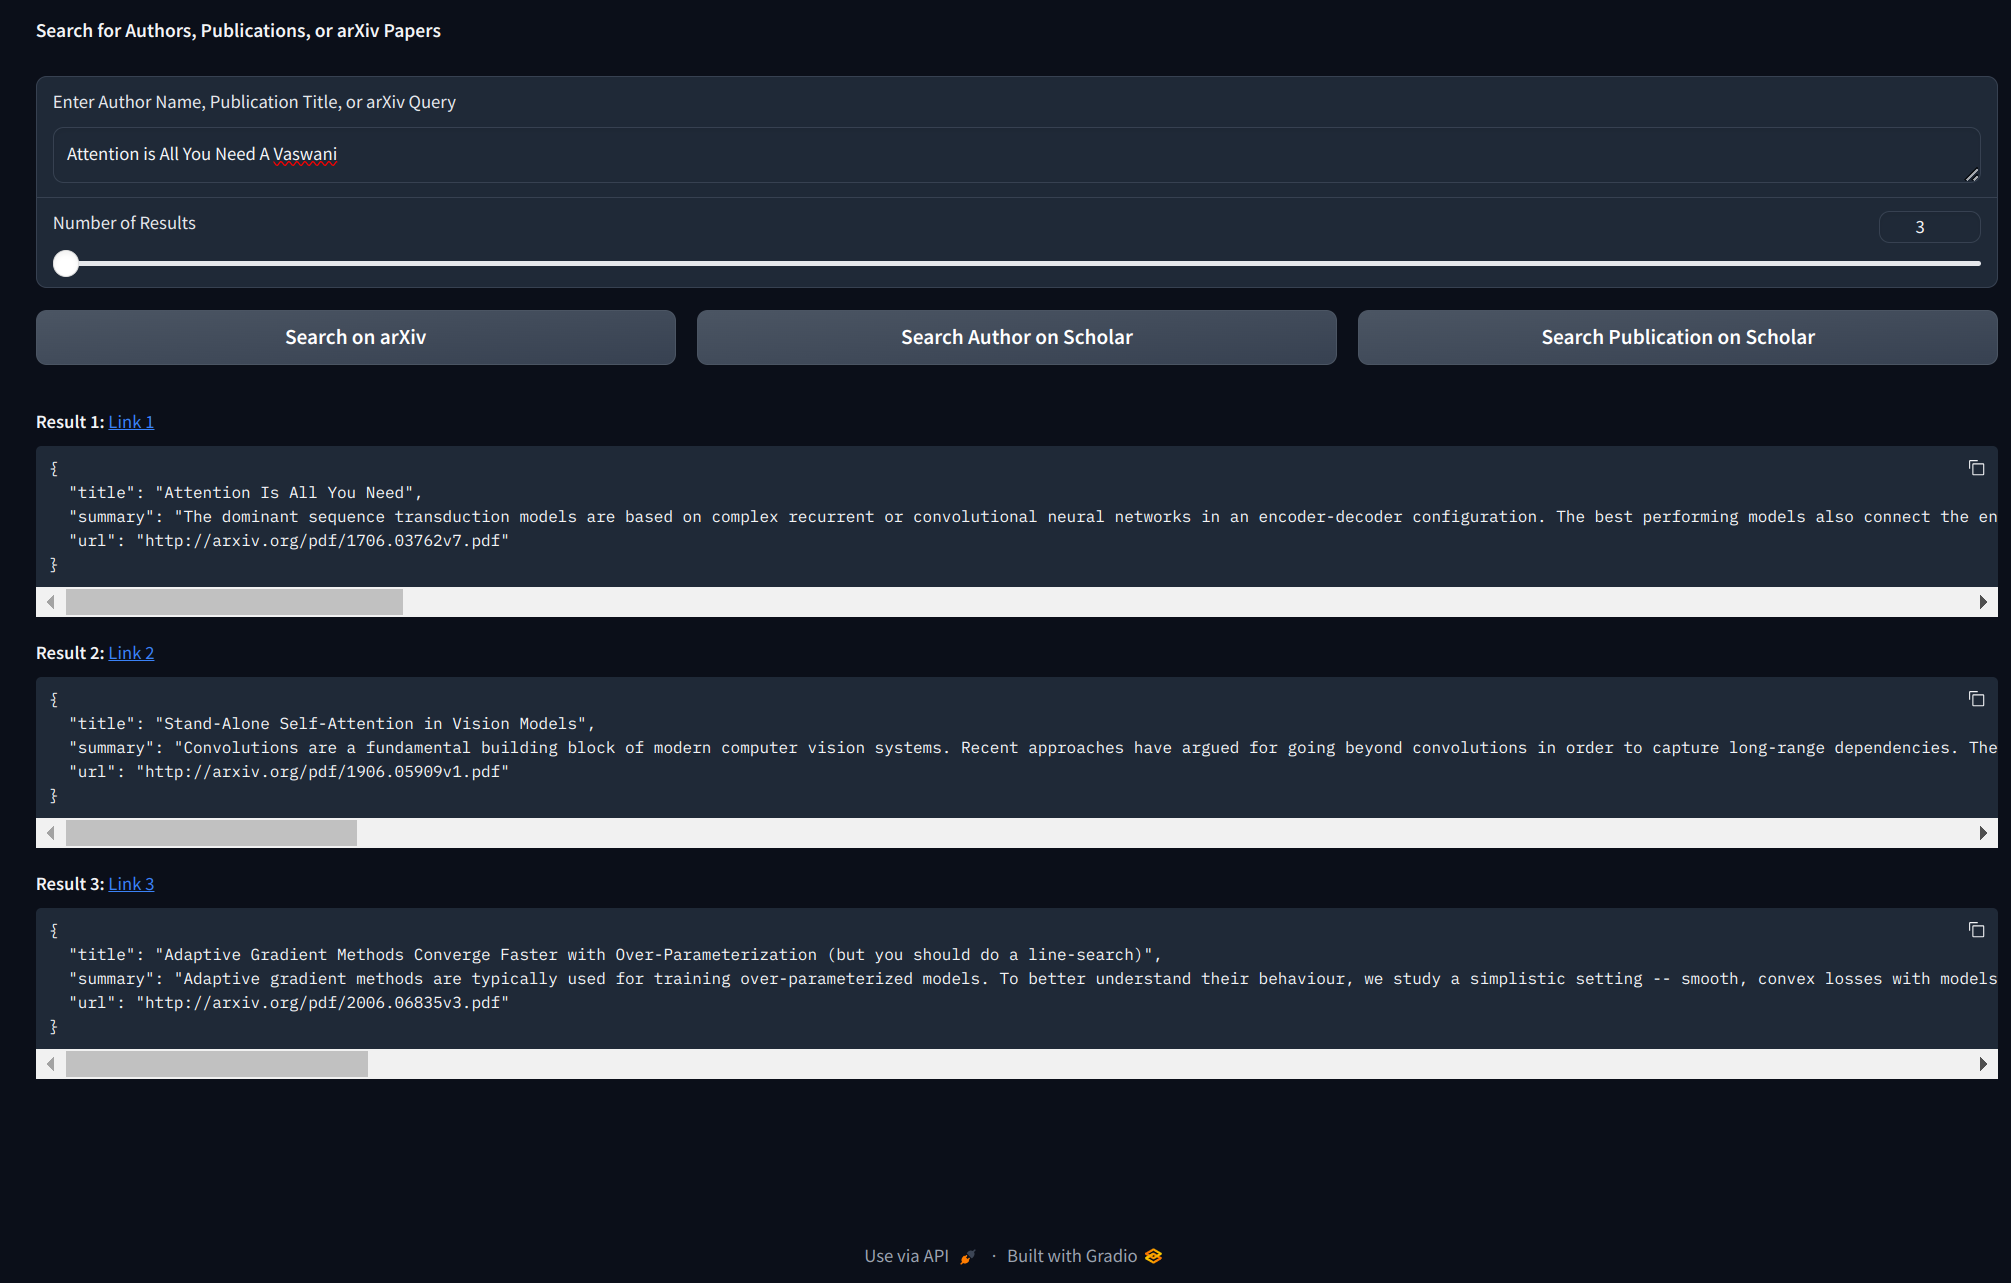 Search for Authors, Publications, or arXiv Papers
Enter Author Name, Publication Title, or arXiv Query
Attention is All You Need A Vaswani
Number of Results
3
Search on arXiv
Search Author on Scholar
Search Publication on Scholar
Result 1: Link 1
{
"title": "Attention Is All You Need",
"summary": "The dominant sequence transduction models are based on complex recurrent or convolutional neural networks in an encoder-decoder configuration. The best performing models also connect the en
"url": "http://arxiv.org/pdf/1706.03762v7.pdf"
}
Result 2: Link 2
{
"title": "Stand-Alone Self-Attention in Vision Models",
"summary": "Convolutions are a fundamental building block of modern computer vision systems. Recent approaches have argued for going beyond convolutions in order to capture long-range dependencies. The
"url": "http://arxiv.org/pdf/1906.05909v1.pdf"
}
Result 3: Link 3
{
"title": "Adaptive Gradient Methods Converge Faster with Over-Parameterization (but you should do a line-search)",
"summary": "Adaptive gradient methods are typically used for training over-parameterized models. To better understand their behaviour, we study a simplistic setting -- smooth, convex losses with models
"url": "http://arxiv.org/pdf/2006.06835v3.pdf"
}
Use via API · Built with Gradio